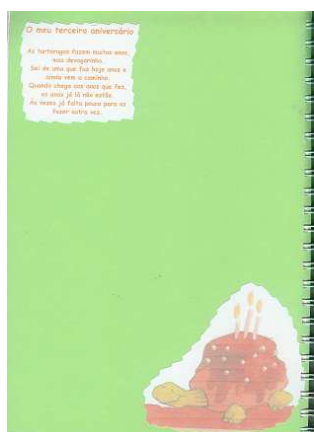 O meu terceiro aniversário
As tartarugas fazem muitos anos,
mas devagarinho.
Sei de uma que faz hoje anos e
ainda vem a caminho.
Quando chega aos anos que fez,
os anos já lá não estão.
Às vezes já falta pouco para os
fazer outra vez.